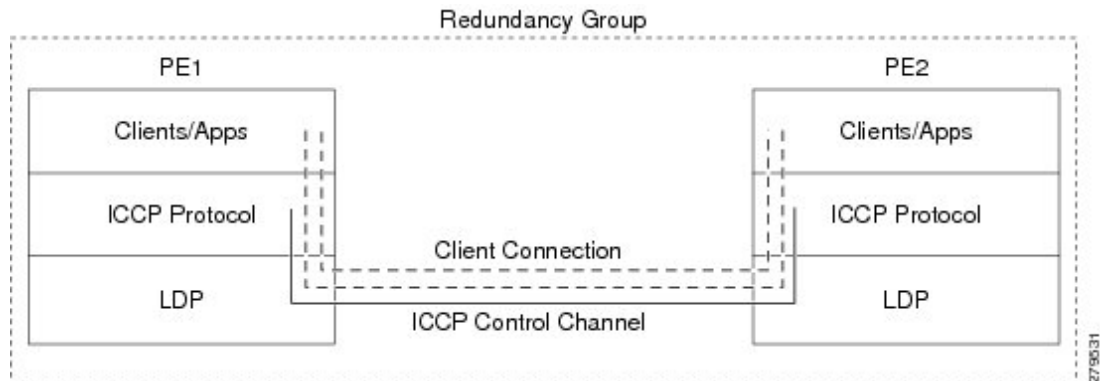 Redundancy Group
PE1
PE2
Clients/Apps
Clients/Apps
ICCP Protocol
ICCP Protocol
Client Connection
LDP
LDP
ICCP Control Channel
279531